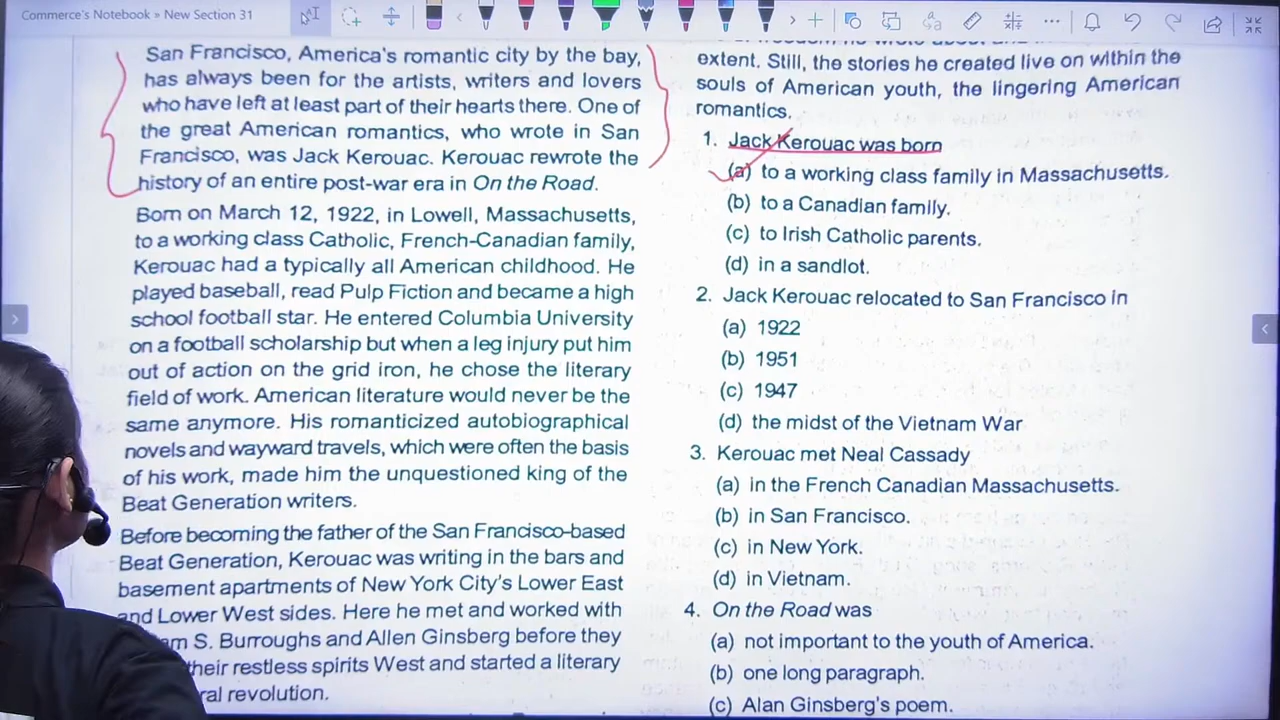 Commerce's Notebook » New Section 31
San Francisco, America's romantic city by the bay,
has always been for the artists, writers and lovers
who have left at least part of their hearts there. One of
the great American romantics, who wrote in San
Francisco, was Jack Kerouac. Kerouac rewrote the
history of an entire post-war era in On the Road.
Born on March 12, 1922, in Lowell, Massachusetts,
to a working class Catholic, French-Canadian family,
Kerouac had a typically all American childhood. He
played baseball, read Pulp Fiction and became a high
school football star. He entered Columbia University
on a football scholarship but when a leg injury put him
out of action on the grid iron, he chose the literary
field of work. American literature would never be the
same anymore. His romanticized autobiographical
novels and wayward travels, which were often the basis
of his work, made him the unquestioned king of the
Beat Generation writers.
Before becoming the father of the San Francisco-based
Beat Generation, Kerouac was writing in the bars and
basement apartments of New York City's Lower East
and Lower West sides. Here he met and worked with
S. Burroughs and Allen Ginsberg before they
their restless spirits West and started a literary
revolution.
extent. Still, the stories he created live on within the
souls of American youth, the lingering American
romantics.
1. Jack Kerouac was born
(a) to a working class family in Massachusetts.
(b) to a Canadian family.
(c) to Irish Catholic parents.
(d) in a sandlot.
2. Jack Kerouac relocated to San Francisco in
(a) 1922
(b) 1951
(c) 1947
(d) the midst of the Vietnam War
3. Kerouac met Neal Cassady
(a) in the French Canadian Massachusetts.
(b) in San Francisco.
(c) in New York.
(d) in Vietnam.
4. On the Road was
(a) not important to the youth of America.
(b) one long paragraph.
(c) Alan Ginsberg's poem.